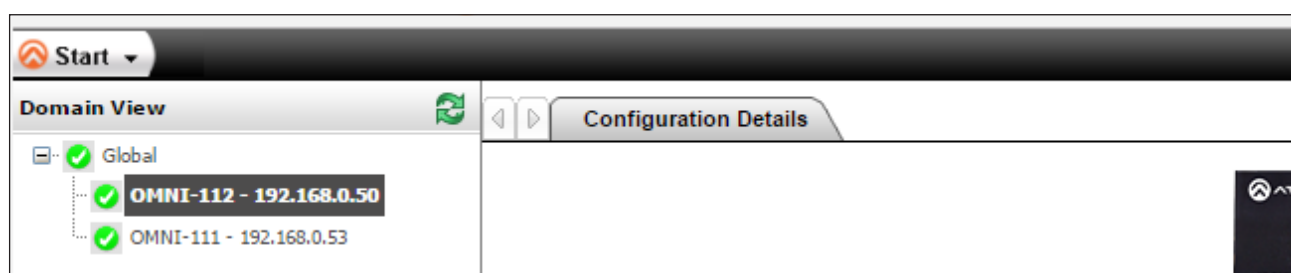 Start
Domain View
Configuration Details
Global
OMNI-112 - 192.168.0.50
OMNI-111 - 192.168.0.53